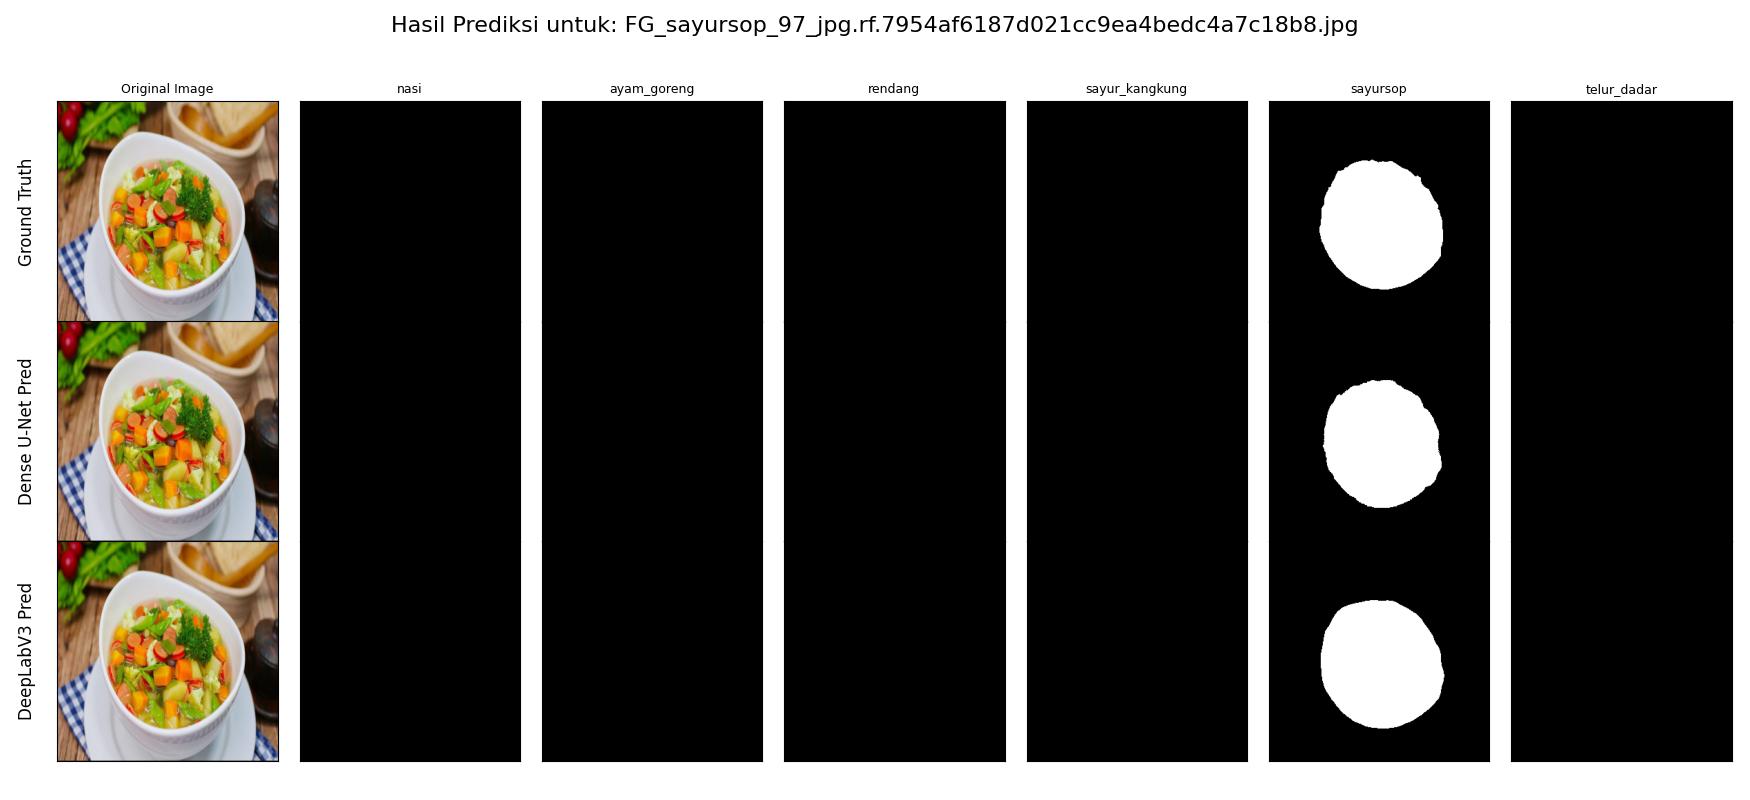 Hasil Prediksi untuk: FG_sayursop_97_jpg.rf.7954af6187d021cc9ea4bedc4a7c18b8.jpg
Original Image
nasi
ayam_goreng
rendang
sayur_kangkung
sayursop
telur_dadar
Ground Truth
Dense U-Net Pred
DeepLabV3 Pred